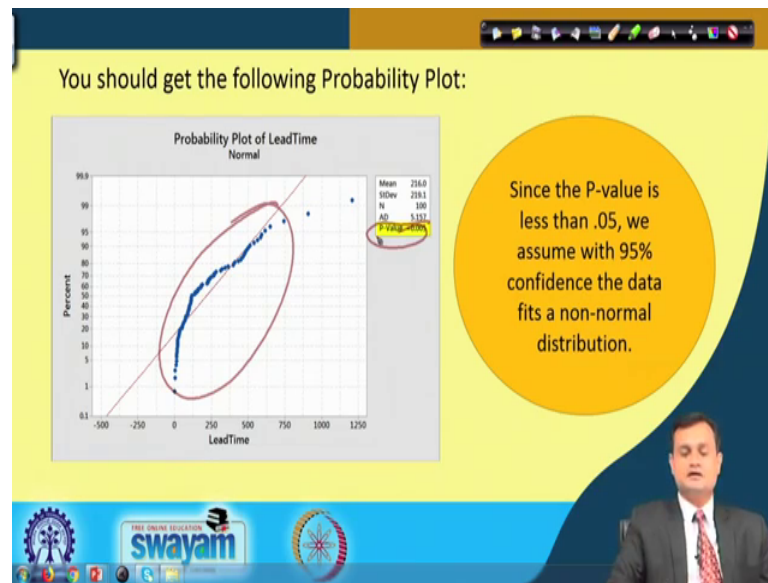 You should get the following Probability Plot:
Probability Plot of LeadTime
Normal
99.9
99
95
90
80
70
60
50
40
30
20
10
5
1
0.1
Percent
-500 -250 0 250 500 750 1000 1250
LeadTime
Mean 216.0
StDev 219.1
N 100
AD 5.157
P-Value <0.005
Since the P-value is
less than .05, we
assume with 95%
confidence the data
fits a non-normal
distribution.
FREE ONLINE EDUCATION
swayam